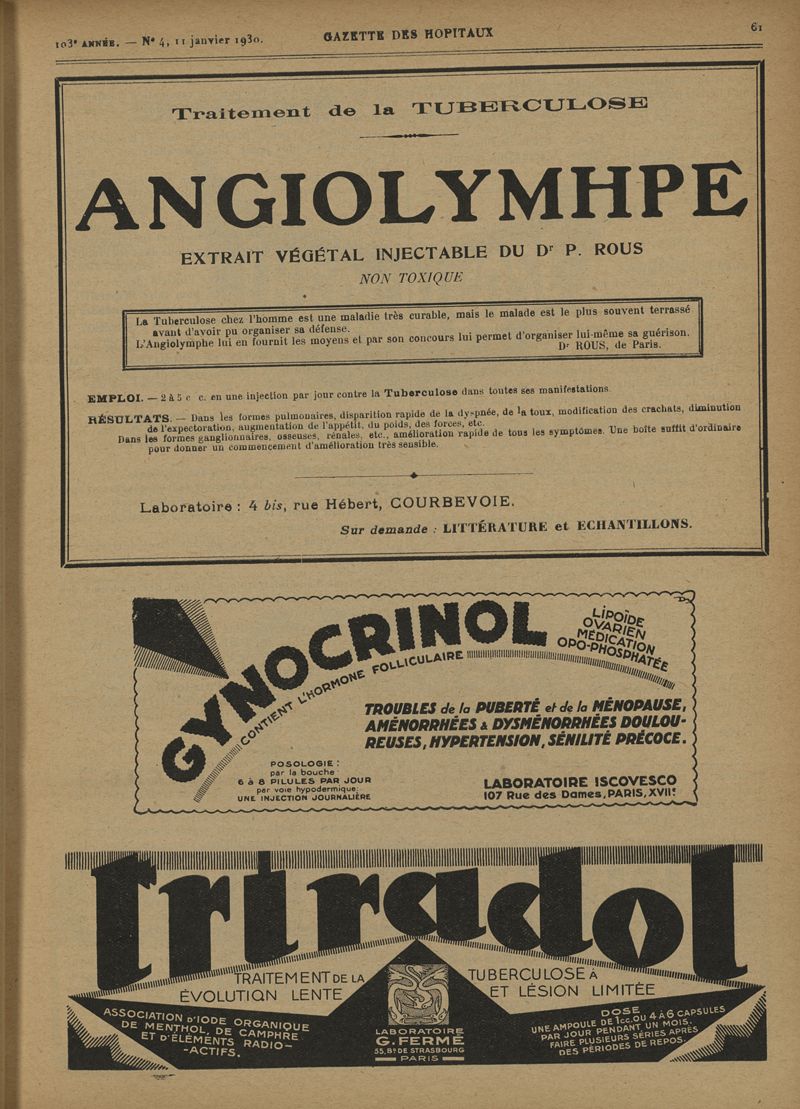 103e ANNÉE. — N° 4, 11 janvier 1930.
GAZETTE DES HOPITAUX
61
Traitement de la TUBERCULOSE
ANGIOLYMHPE
EXTRAIT VÉGÉTAL INJECTABLE DU Dr P. ROUS
NON TOXIQUE
La Tuberculose chez l'homme est une maladie très curable, mais le malade est le plus souvent terrassé
avant d'avoir pu organiser sa défense.
L'Angiolymphe lui en fournit les moyens et par son concours lui permet d'organiser lui-même sa guérison.
Dr ROUS, de Paris.
EMPLOI. — 2 à 5 c. c. en une injection par jour contre la Tuberculose dans toutes ses manifestations.
RÉSULTATS. — Dans les formes pulmonaires, disparition rapide de la dyspnée, de la toux, modification des crachats, diminution
de l'expectoration, augmentation de l'appétit, du poids, des forces, etc.
Dans les formes ganglionnaires, osseuses, rénales, etc., amélioration rapide de tous les symptômes. Une boîte suffit d'ordinaire
pour donner un commencement d'amélioration très sensible.
Laboratoire : 4 bis, rue Hébert, COURBEVOIE.
Sur demande : LITTÉRATURE et ECHANTILLONS.
GYNOCRINOL
CONTIENT L'HORMONE FOLLICULAIRE
LIPOÏDE
OVARIEN
MÉDICATION
OPO-PHOSPHATÉE
TROUBLES de la PUBERTÉ et de la MÉNOPAUSE,
AMÉNORRHÉES & DYSMÉNORRHÉES DOULOU-
REUSES, HYPERTENSION, SÉNILITÉ PRÉCOCE.
POSOLOGIE :
par la bouche :
6 à 8 PILULES PAR JOUR
par voie hypodermique:
UNE INJECTION JOURNALIÈRE
LABORATOIRE ISCOVESCO
107 Rue des Dames, PARIS, XVIIe
triradol
TRAITEMENT DE LA TUBERCULOSE À
ÉVOLUTION LENTE ET LÉSION LIMITÉE
ASSOCIATION D'IODE ORGANIQUE
DE MENTHOL, DE CAMPHRE
ET D'ÉLÉMENTS RADIO-
-ACTIFS.
LABORATOIRE
G. FERMÉ
55, Bd DE STRASBOURG
PARIS
DOSE
UNE AMPOULE DE 1cc. OU 4 À 6 CAPSULES
PAR JOUR PENDANT UN MOIS.
FAIRE PLUSIEURS SÉRIES APRÈS
DES PÉRIODES DE REPOS.